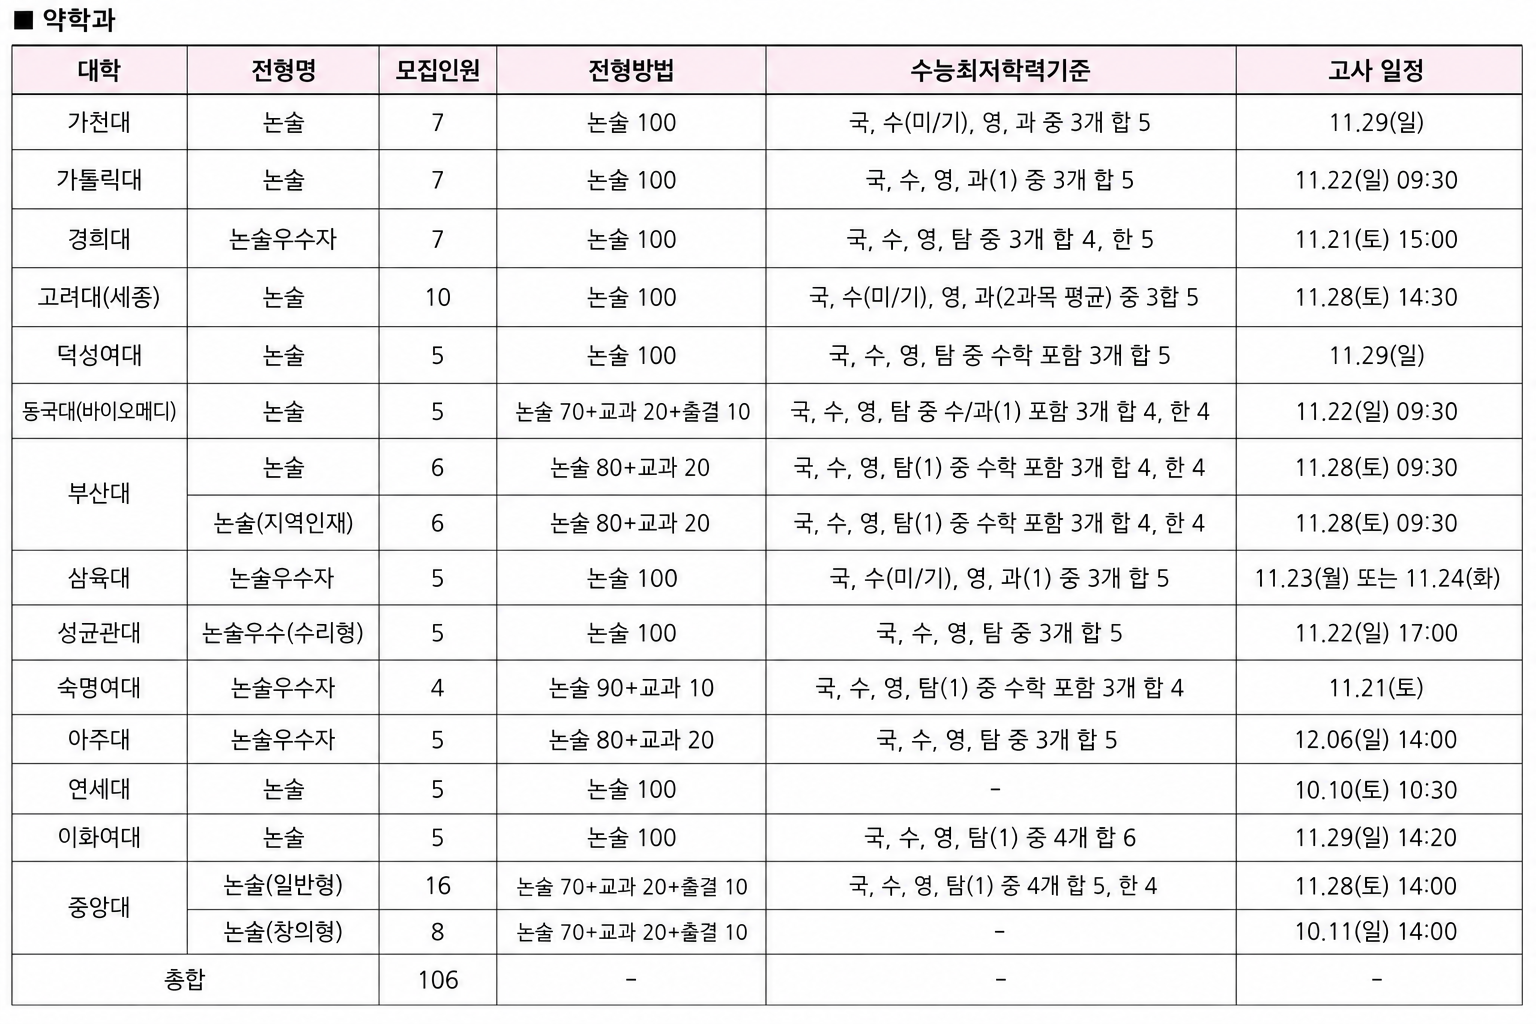 ■ 약학과
대학 전형명 모집인원 전형방법 수능최저학력기준 고사 일정
가천대 논술 7 논술 100 국, 수(미/기), 영, 과 중 3개 합 5 11.29(일)
가톨릭대 논술 7 논술 100 국, 수, 영, 과(1) 중 3개 합 5 11.22(일) 09:30
경희대 논술우수자 7 논술 100 국, 수, 영, 탐 중 3개 합 4, 한 5 11.21(토) 15:00
고려대(세종) 논술 10 논술 100 국, 수(미/기), 영, 과(2과목 평균) 중 3합 5 11.28(토) 14:30
덕성여대 논술 5 논술 100 국, 수, 영, 탐 중 수학 포함 3개 합 5 11.29(일)
동국대(바이오메디) 논술 5 논술 70+교과 20+출결 10 국, 수, 영, 탐 중 수/과(1) 포함 3개 합 4, 한 4 11.22(일) 09:30
부산대 논술 6 논술 80+교과 20 국, 수, 영, 탐(1) 중 수학 포함 3개 합 4, 한 4 11.28(토) 09:30
논술(지역인재) 6 논술 80+교과 20 국, 수, 영, 탐(1) 중 수학 포함 3개 합 4, 한 4 11.28(토) 09:30
삼육대 논술우수자 5 논술 100 국, 수(미/기), 영, 과(1) 중 3개 합 5 11.23(월) 또는 11.24(화)
성균관대 논술우수(수리형) 5 논술 100 국, 수, 영, 탐 중 3개 합 5 11.22(일) 17:00
숙명여대 논술우수자 4 논술 90+교과 10 국, 수, 영, 탐(1) 중 수학 포함 3개 합 4 11.21(토)
아주대 논술우수자 5 논술 80+교과 20 국, 수, 영, 탐 중 3개 합 5 12.06(일) 14:00
연세대 논술 5 논술 100 – 10.10(토) 10:30
이화여대 논술 5 논술 100 국, 수, 영, 탐(1) 중 4개 합 6 11.29(일) 14:20
중앙대 논술(일반형) 16 논술 70+교과 20+출결 10 국, 수, 영, 탐(1) 중 4개 합 5, 한 4 11.28(토) 14:00
논술(창의형) 8 논술 70+교과 20+출결 10 – 10.11(일) 14:00
총합 106 – – –